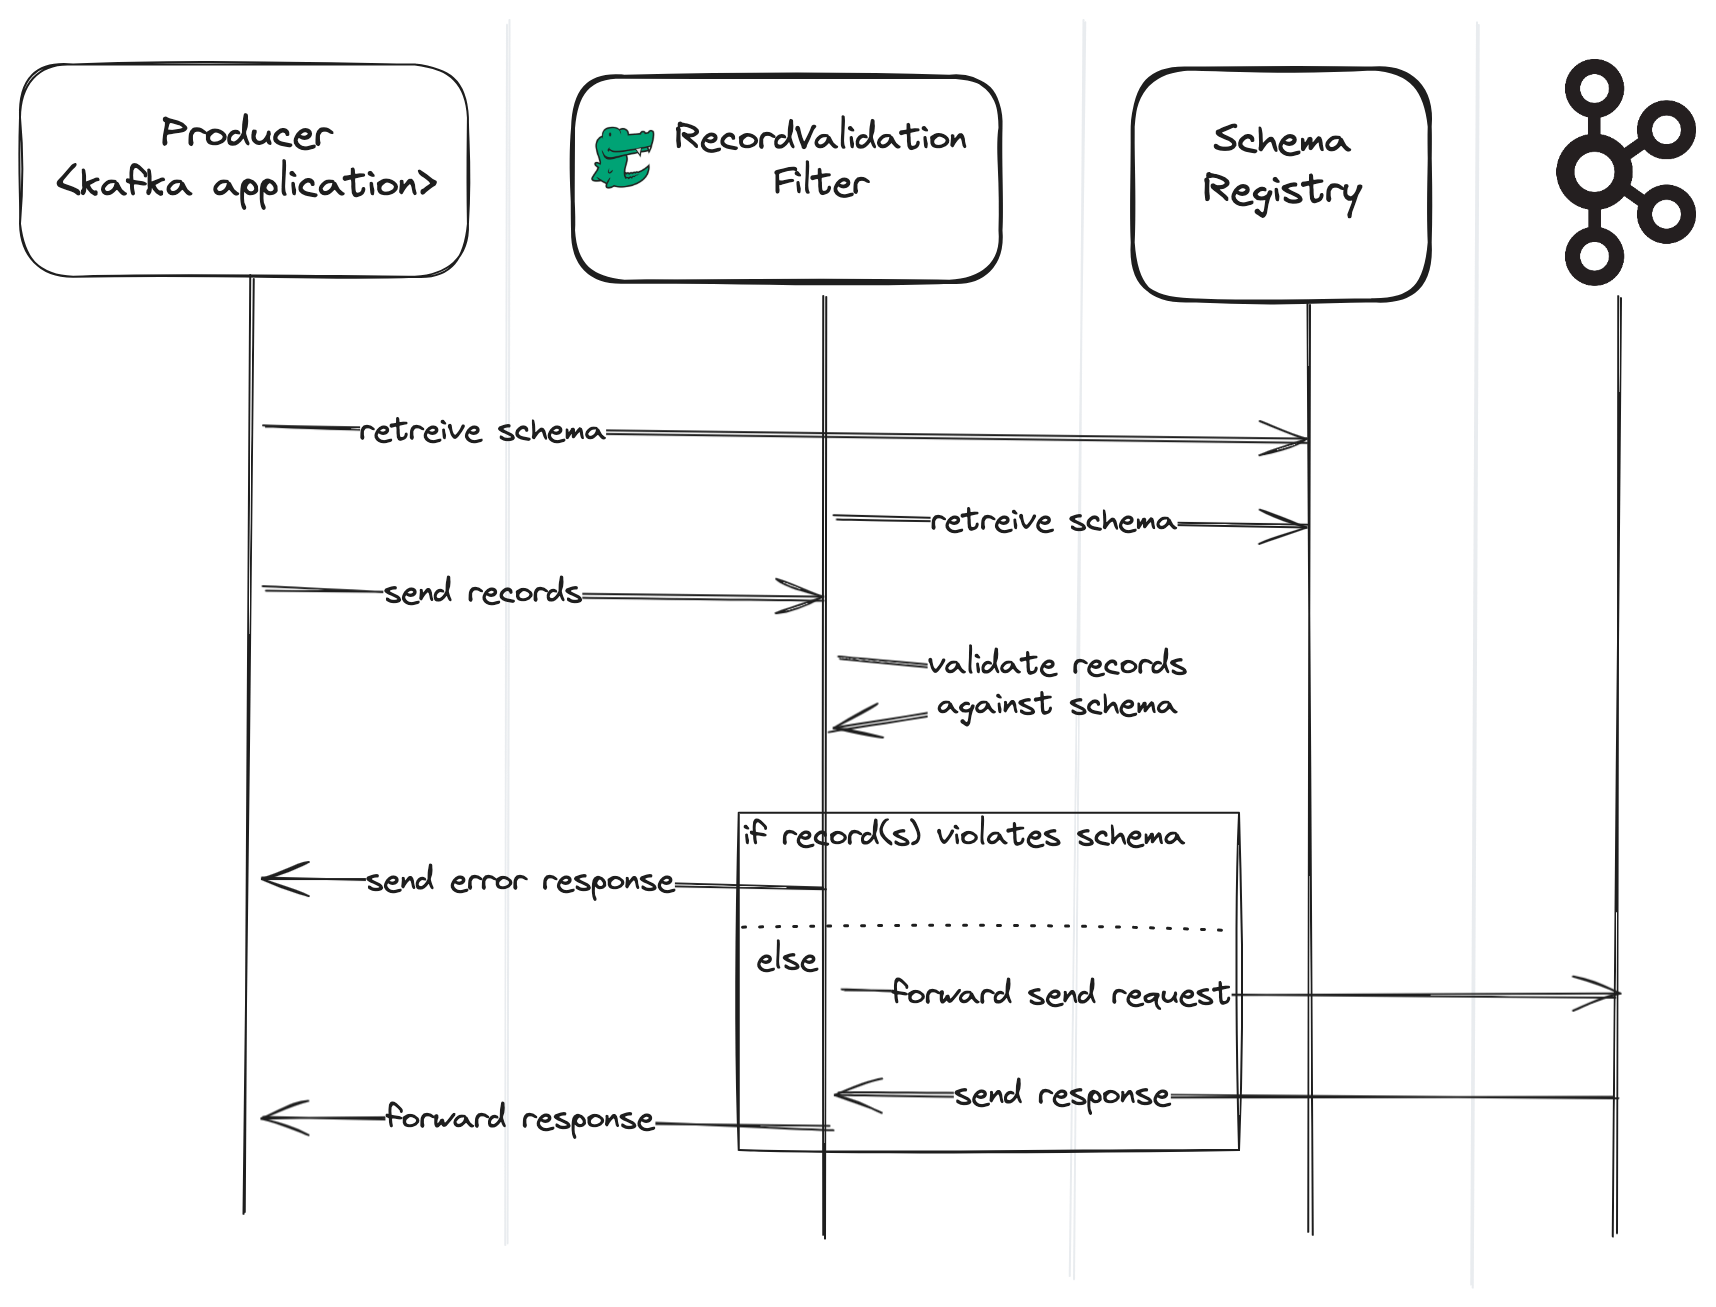 Producer
<kafka application>
RecordValidation
Filter
Schema
Registry
retreive schema
retreive schema
send records
validate records
against schema
if record(s) violates schema
send error response
else
forward send request
send response
forward response